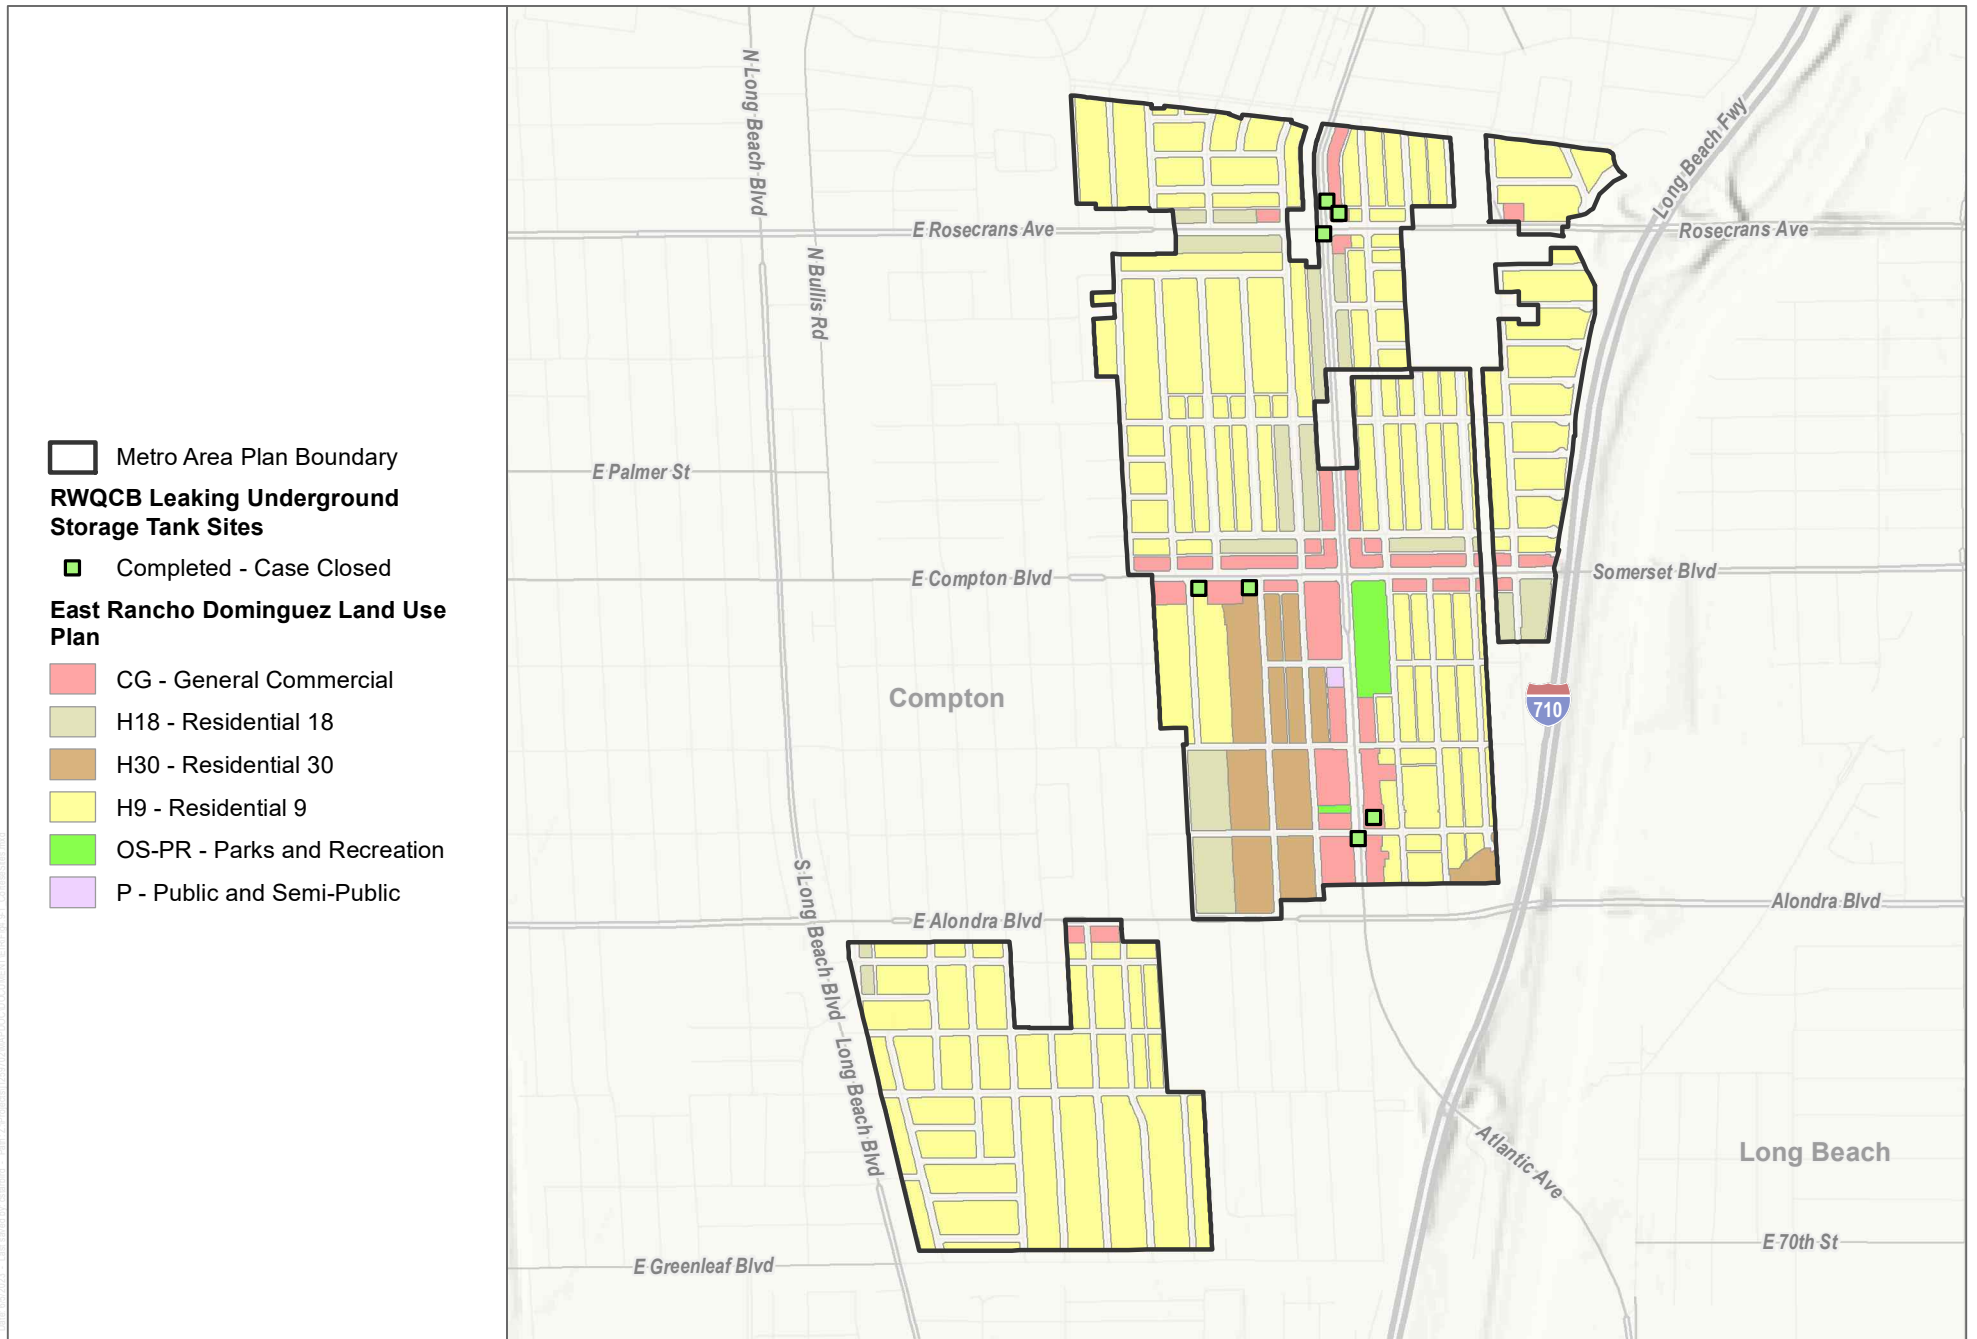 Metro Area Plan Boundary
RWQCB Leaking Underground
Storage Tank Sites
Completed - Case Closed
East Rancho Dominguez Land Use
Plan
CG - General Commercial
H18 - Residential 18
H30 - Residential 30
H9 - Residential 9
OS-PR - Parks and Recreation
P - Public and Semi-Public
N Long Beach Blvd
N Bullis Rd
Long Beach Fwy
E Rosecrans Ave
Rosecrans Ave
E Palmer St
E Compton Blvd
Somerset Blvd
Compton
710
S Long Beach Blvd
E Alondra Blvd
Alondra Blvd
Long Beach Blvd
Atlantic Ave
Long Beach
E 70th St
E Greenleaf Blvd